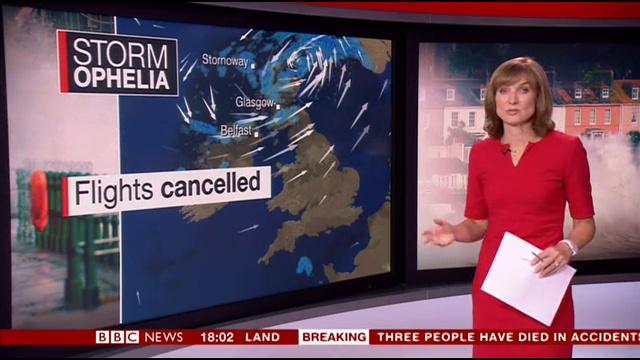 STORM
OPHELIA
Stornoway
Glasgow
Belfast
Flights cancelled
BBC NEWS 18:02 LAND BREAKING THREE PEOPLE HAVE DIED IN ACCIDENTS